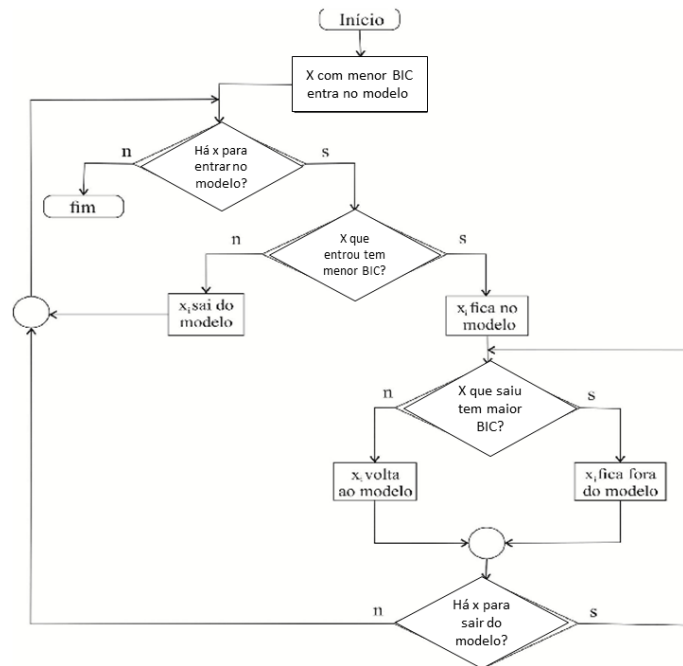 Início
X com menor BIC
entra no modelo
n
Há x para
entrar no
modelo?
s
fim
n
X que
entrou tem
menor BIC?
s
xᵢ sai do
modelo
xᵢ fica no
modelo
n
X que saiu
tem maior
BIC?
s
xᵢ volta
ao modelo
xᵢ fica fora
do modelo
n
Há x para
sair do
modelo?
s